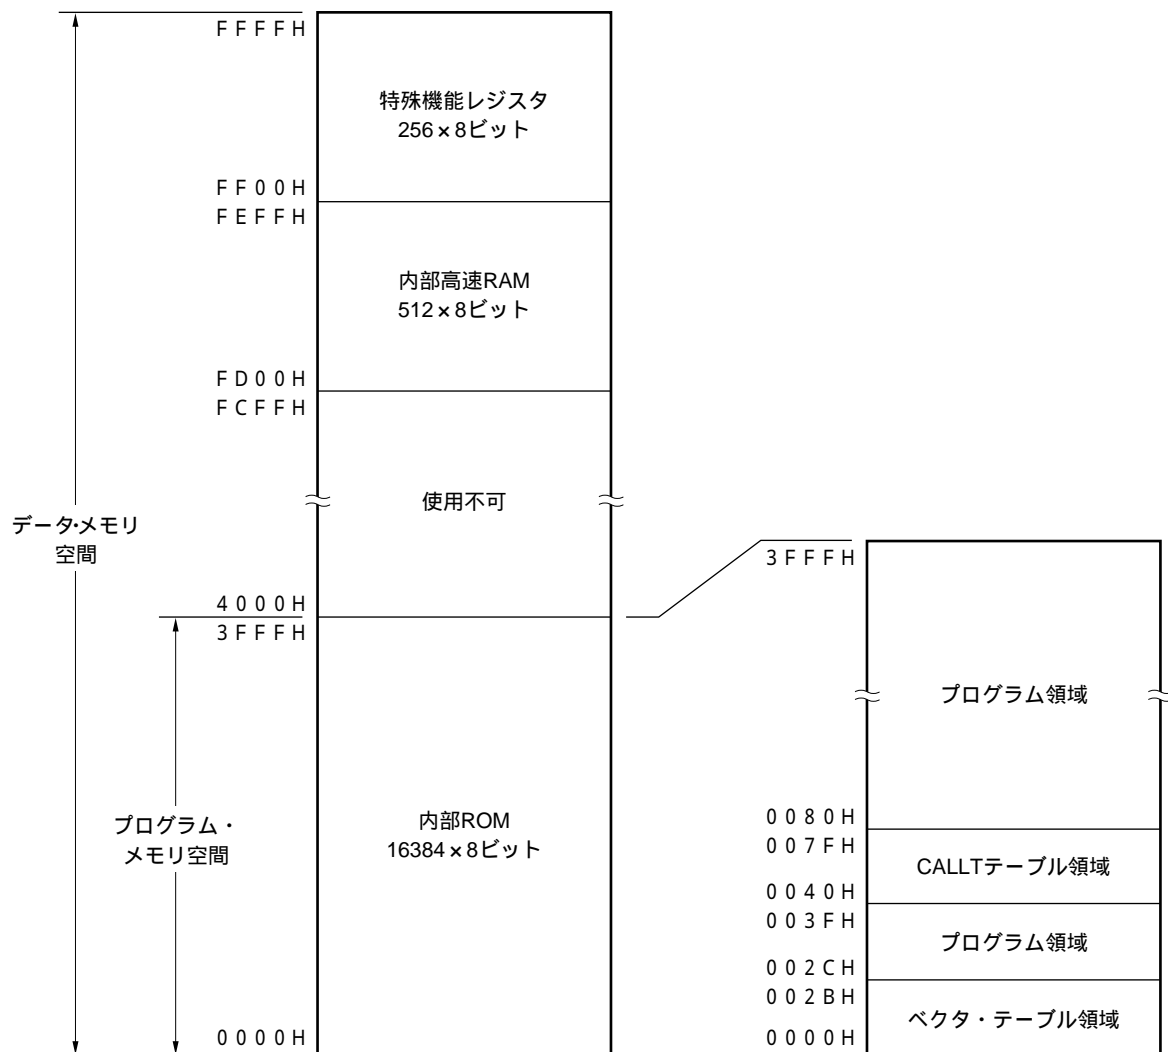 FFFFH
特殊機能レジスタ
256×8ビット
FF00H
FEFFH
内部高速RAM
512×8ビット
FD00H
FCFFH
使用不可
データ・メモリ
空間
4000H
3FFFH
プログラム・
メモリ空間
内部ROM
16384×8ビット
0000H
3FFFH
プログラム領域
0080H
007FH
CALLTテーブル領域
0040H
003FH
プログラム領域
002CH
002BH
ベクタ・テーブル領域
0000H